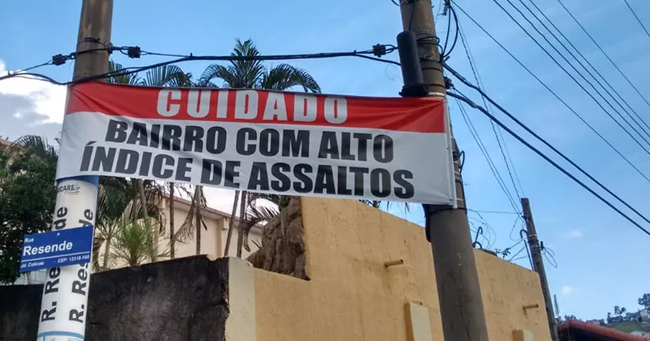 CUIDADO
BAIRRO COM ALTO
ÍNDICE DE ASSALTOS
Rua
Resende
R. Resende
R. Resende